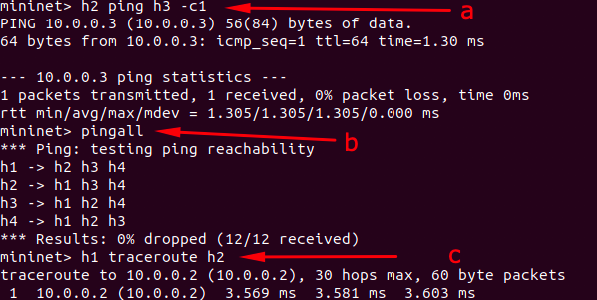 mininet> h2 ping h3 -c1
a
PING 10.0.0.3 (10.0.0.3) 56(84) bytes of data.
64 bytes from 10.0.0.3: icmp_seq=1 ttl=64 time=1.30 ms
--- 10.0.0.3 ping statistics ---
1 packets transmitted, 1 received, 0% packet loss, time 0ms
rtt min/avg/max/mdev = 1.305/1.305/1.305/0.000 ms
mininet> pingall
b
*** Ping: testing ping reachability
h1 -> h2 h3 h4
h2 -> h1 h3 h4
h3 -> h1 h2 h4
h4 -> h1 h2 h3
*** Results: 0% dropped (12/12 received)
mininet> h1 traceroute h2
c
traceroute to 10.0.0.2 (10.0.0.2), 30 hops max, 60 byte packets
 1  10.0.0.2 (10.0.0.2)  3.569 ms  3.581 ms  3.603 ms